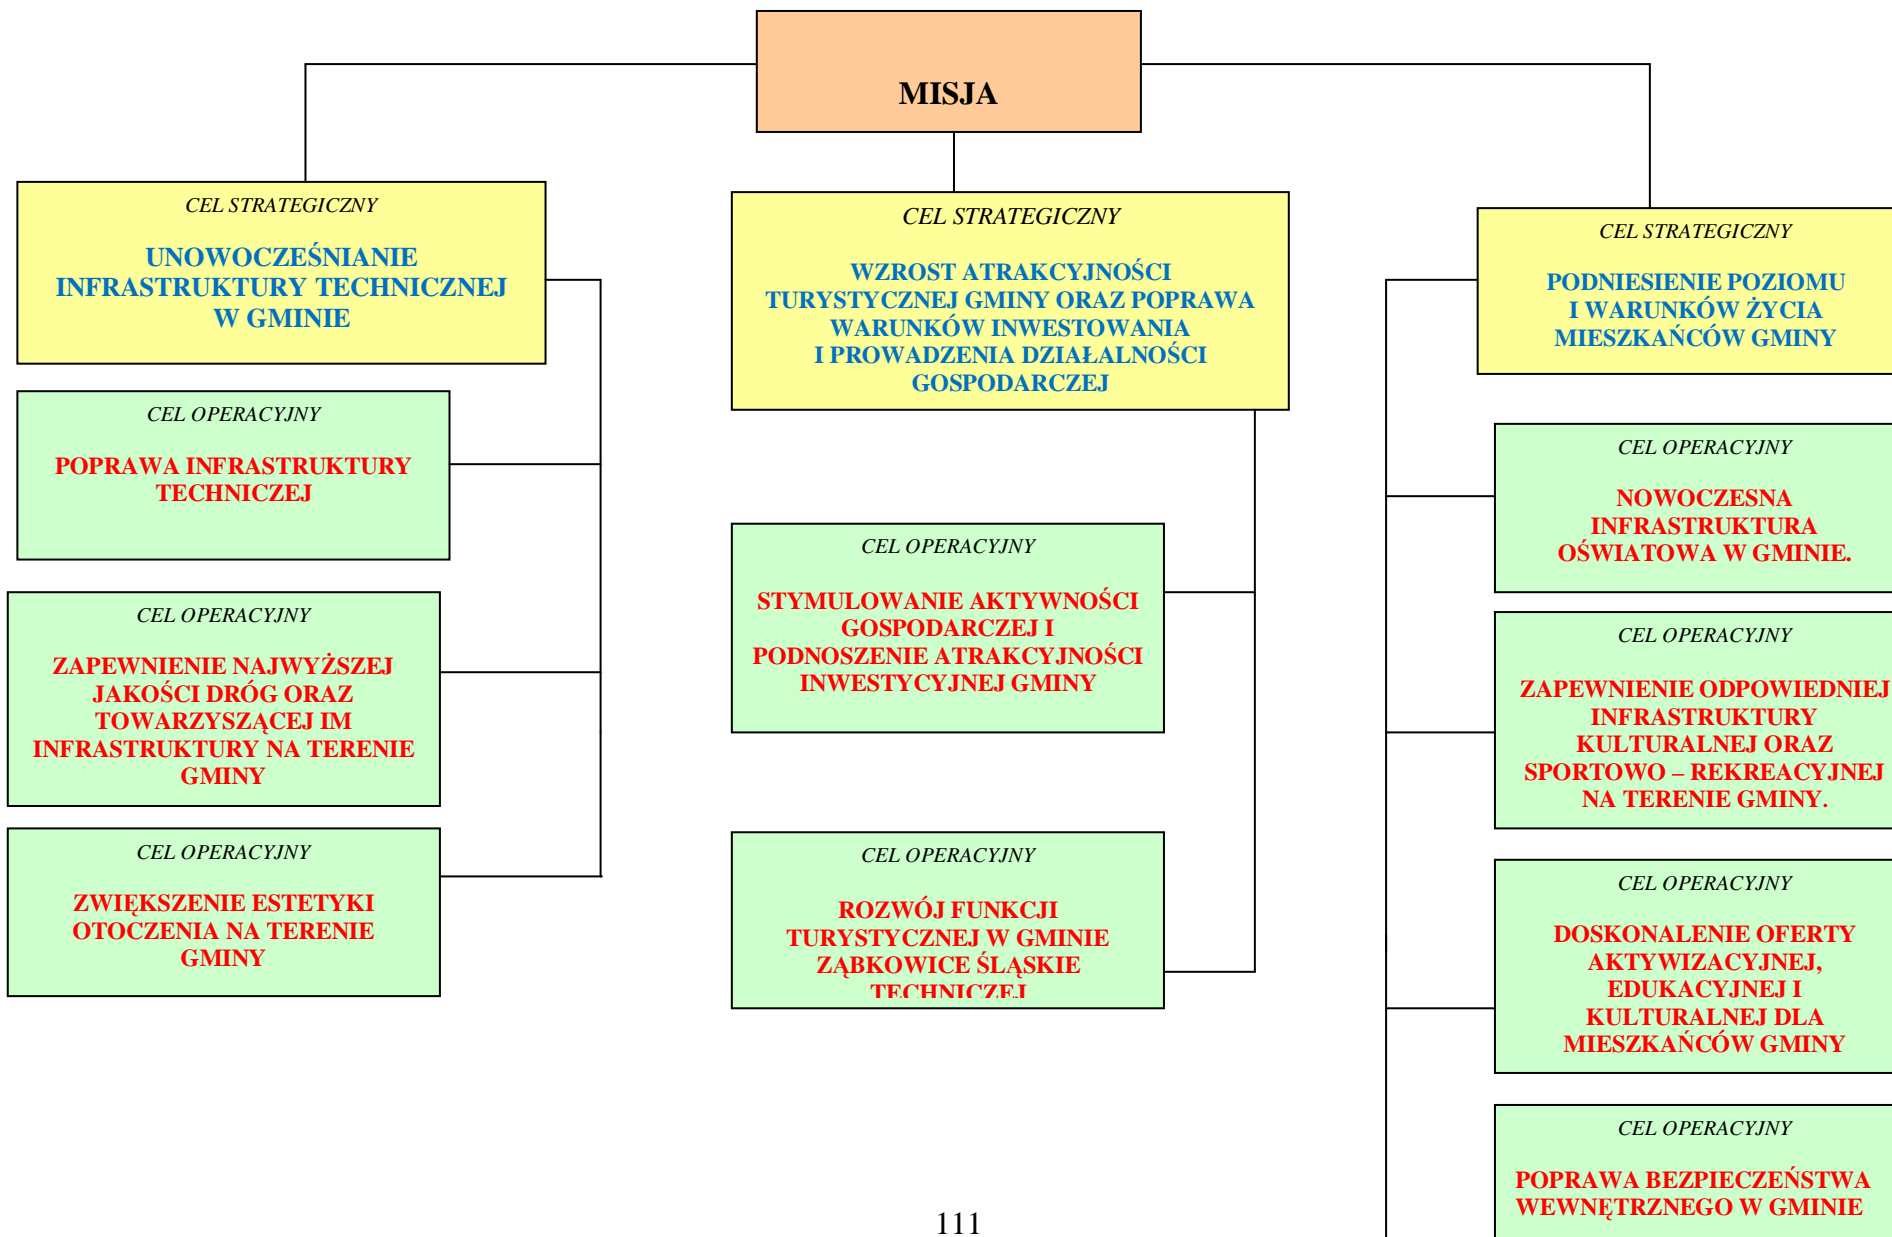 MISJA
CEL STRATEGICZNY
UNOWOCZEŚNIANIE
INFRASTRUKTURY TECHNICZNEJ
W GMINIE
CEL OPERACYJNY
POPRAWA INFRASTRUKTURY
TECHNICZEJ
CEL OPERACYJNY
ZAPEWNIENIE NAJWYŻSZEJ
JAKOŚCI DRÓG ORAZ
TOWARZYSZĄCEJ IM
INFRASTRUKTURY NA TERENIE
GMINY
CEL OPERACYJNY
ZWIĘKSZENIE ESTETYKI
OTOCZENIA NA TERENIE
GMINY
CEL STRATEGICZNY
WZROST ATRAKCYJNOŚCI
TURYSTYCZNEJ GMINY ORAZ POPRAWA
WARUNKÓW INWESTOWANIA
I PROWADZENIA DZIAŁALNOŚCI
GOSPODARCZEJ
CEL OPERACYJNY
STYMULOWANIE AKTYWNOŚCI
GOSPODARCZEJ I
PODNOSZENIE ATRAKCYJNOŚCI
INWESTYCYJNEJ GMINY
CEL OPERACYJNY
ROZWÓJ FUNKCJI
TURYSTYCZNEJ W GMINIE
ZĄBKOWICE ŚLĄSKIE
TECHNICZEJ
CEL STRATEGICZNY
PODNIESIENIE POZIOMU
I WARUNKÓW ŻYCIA
MIESZKAŃCÓW GMINY
CEL OPERACYJNY
NOWOCZESNA
INFRASTRUKTURA
OŚWIATOWA W GMINIE.
CEL OPERACYJNY
ZAPEWNIENIE ODPOWIEDNIEJ
INFRASTRUKTURY
KULTURALNEJ ORAZ
SPORTOWO – REKREACYJNEJ
NA TERENIE GMINY.
CEL OPERACYJNY
DOSKONALENIE OFERTY
AKTYWIZACYJNEJ,
EDUKACYJNEJ I
KULTURALNEJ DLA
MIESZKAŃCÓW GMINY
CEL OPERACYJNY
POPRAWA BEZPIECZEŃSTWA
WEWNĘTRZNEGO W GMINIE
111